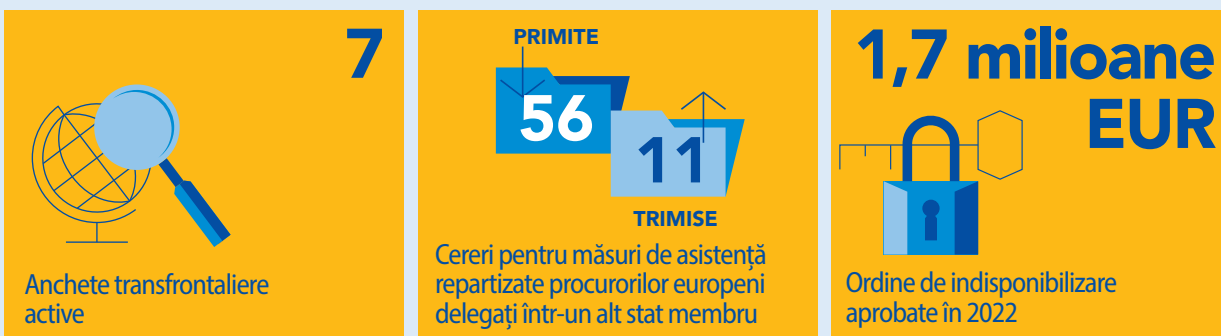 7
Anchete transfrontaliere
active
PRIMITE
56
11
TRIMISE
Cereri pentru măsuri de asistență
repartizate procurorilor europeni
delegați într-un alt stat membru
1,7 milioane
EUR
Ordine de indisponibilizare
aprobate în 2022